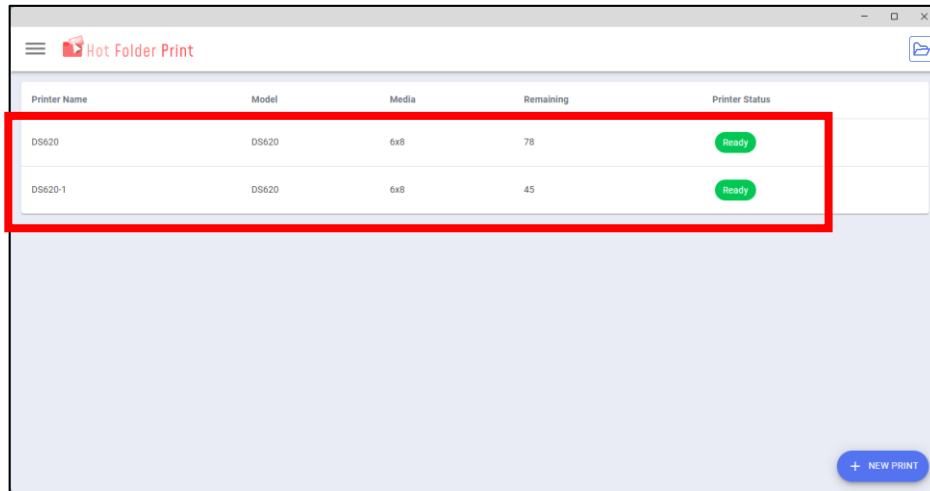 Hot Folder Print
Printer Name Model Media Remaining Printer Status
DS620 DS620 6x8 78 Ready
DS620-1 DS620 6x8 45 Ready
+ NEW PRINT